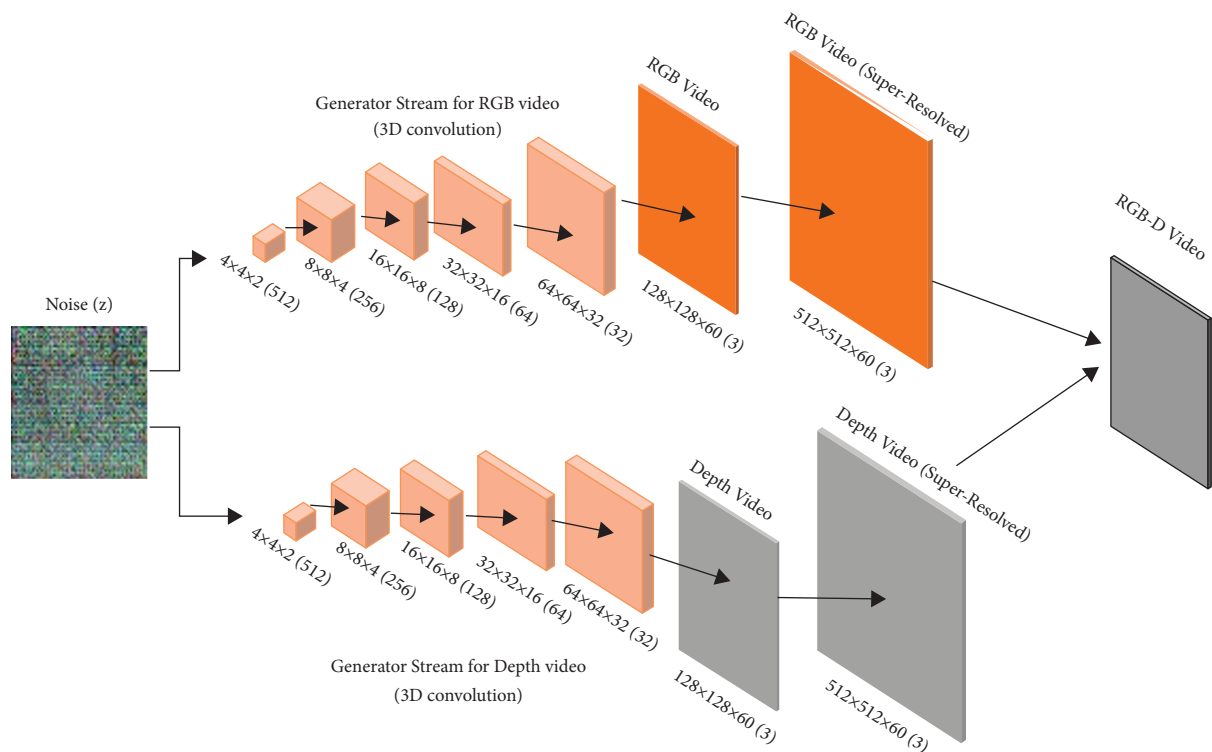 Noise (z)
Generator Stream for RGB video
(3D convolution)
4×4×2 (512)
8×8×4 (256)
16×16×8 (128)
32×32×16 (64)
64×64×32 (32)
RGB Video
128×128×60 (3)
RGB Video (Super-Resolved)
512×512×60 (3)
RGB-D Video
4×4×2 (512)
8×8×4 (256)
16×16×8 (128)
32×32×16 (64)
64×64×32 (32)
Depth Video
128×128×60 (3)
Depth Video (Super-Resolved)
512×512×60 (3)
Generator Stream for Depth video
(3D convolution)